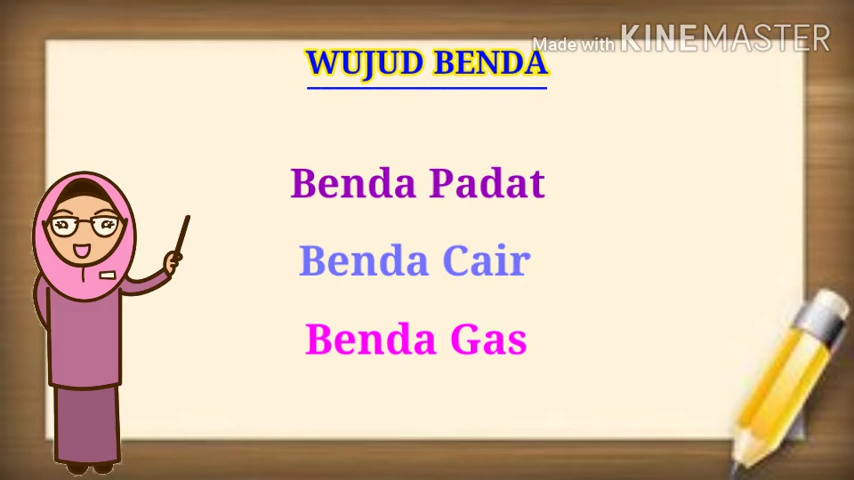 Made with KINEMASTER
WUJUD BENDA
Benda Padat
Benda Cair
Benda Gas